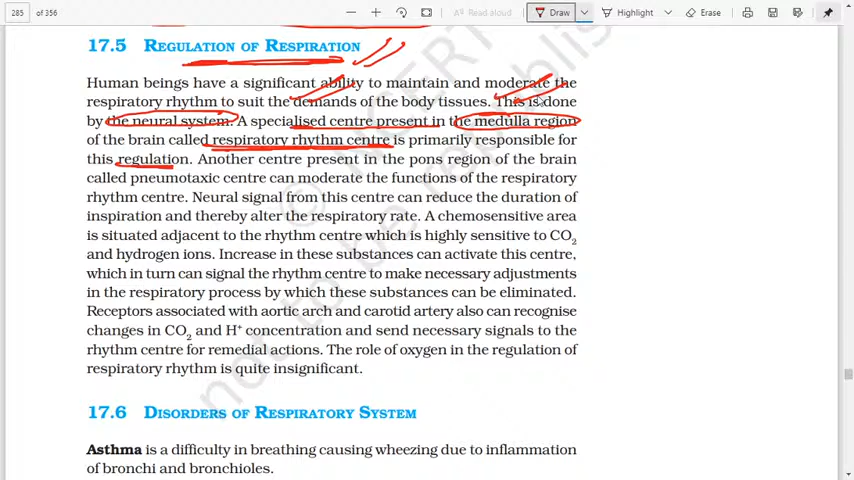 285 of 356
Read aloud Draw Highlight Erase
17.5 REGULATION OF RESPIRATION
Human beings have a significant ability to maintain and moderate the
respiratory rhythm to suit the demands of the body tissues. This is done
by the neural system. A specialised centre present in the medulla region
of the brain called respiratory rhythm centre is primarily responsible for
this regulation. Another centre present in the pons region of the brain
called pneumotaxic centre can moderate the functions of the respiratory
rhythm centre. Neural signal from this centre can reduce the duration of
inspiration and thereby alter the respiratory rate. A chemosensitive area
is situated adjacent to the rhythm centre which is highly sensitive to CO₂
and hydrogen ions. Increase in these substances can activate this centre,
which in turn can signal the rhythm centre to make necessary adjustments
in the respiratory process by which these substances can be eliminated.
Receptors associated with aortic arch and carotid artery also can recognise
changes in CO₂ and H⁺ concentration and send necessary signals to the
rhythm centre for remedial actions. The role of oxygen in the regulation of
respiratory rhythm is quite insignificant.
17.6 DISORDERS OF RESPIRATORY SYSTEM
Asthma is a difficulty in breathing causing wheezing due to inflammation
of bronchi and bronchioles.
© NCERT
not to be republish